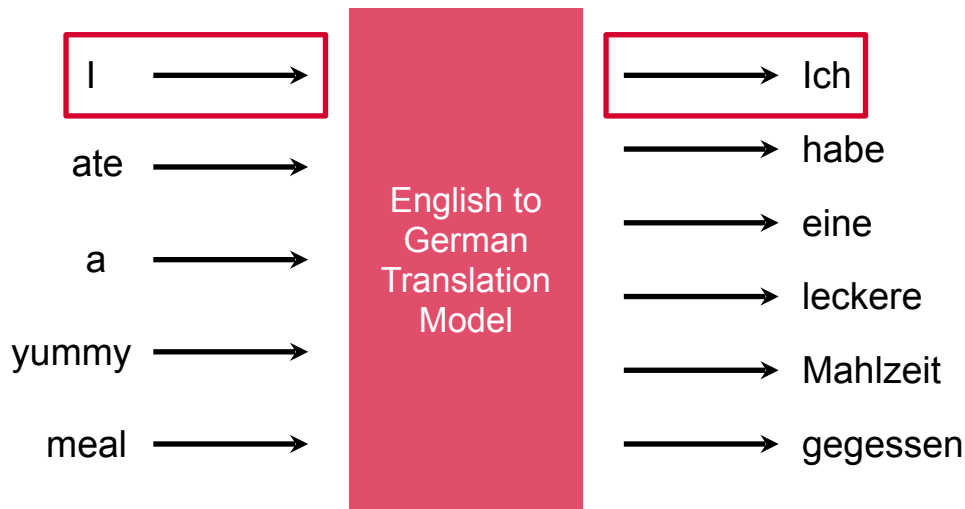 I
ate
a
yummy
meal
English to
German
Translation
Model
Ich
habe
eine
leckere
Mahlzeit
gegessen